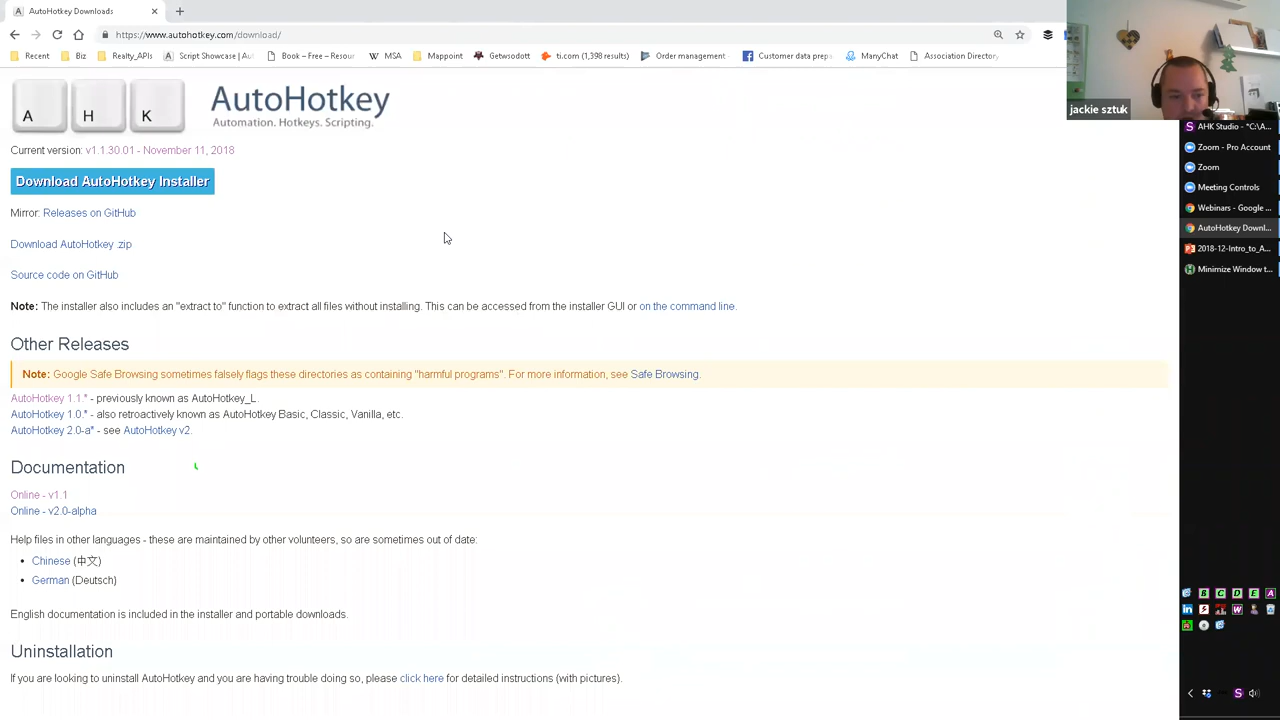 AutoHotkey Downloads
https://www.autohotkey.com/download/
Recent
Biz
Realty_APIs
Script Showcase | Aut
Book – Free – Resour
MSA
Mappoint
Getwsodott
ti.com (1,398 results)
Order management
Customer data prepa
ManyChat
Association Directory
jackie sztuk
A H K
AutoHotkey
Automation. Hotkeys. Scripting.
Current version: v1.1.30.01 - November 11, 2018
Download AutoHotkey Installer
Mirror: Releases on GitHub
Download AutoHotkey .zip
Source code on GitHub
Note: The installer also includes an "extract to" function to extract all files without installing. This can be accessed from the installer GUI or on the command line.
Other Releases
Note: Google Safe Browsing sometimes falsely flags these directories as containing "harmful programs". For more information, see Safe Browsing.
AutoHotkey 1.1.* - previously known as AutoHotkey_L.
AutoHotkey 1.0.* - also retroactively known as AutoHotkey Basic, Classic, Vanilla, etc.
AutoHotkey 2.0-a* - see AutoHotkey v2.
Documentation
Online - v1.1
Online - v2.0-alpha
Help files in other languages - these are maintained by other volunteers, so are sometimes out of date:
• Chinese (中文)
• German (Deutsch)
English documentation is included in the installer and portable downloads.
Uninstallation
If you are looking to uninstall AutoHotkey and you are having trouble doing so, please click here for detailed instructions (with pictures).
AHK Studio - *C:\A...
Zoom - Pro Account
Zoom
Meeting Controls
Webinars - Google ...
AutoHotkey Downl...
2018-12-Intro_to_A...
Minimize Window t...
B C D E A
W